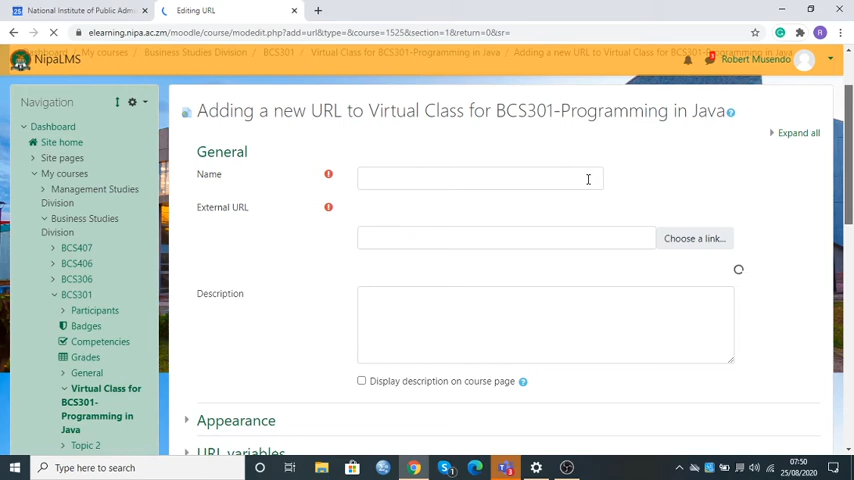 National Institute of Public Adm
Editing URL
elearning.nipa.ac.zm/moodle/course/modedit.php?add=url&type=&course=1525&section=1&return=0&sr=
Dashboard / My courses / Business Studies Division / BCS301 / Virtual Class for BCS301-Programming in Java / Adding a new URL to Virtual Class for BCS301-Programming in Java
NipaLMS
Robert Musendo
Navigation
Dashboard
Site home
Site pages
My courses
Management Studies
Division
Business Studies
Division
BCS407
BCS406
BCS306
BCS301
Participants
Badges
Competencies
Grades
General
Virtual Class for
BCS301-
Programming in
Java
Topic 2
Adding a new URL to Virtual Class for BCS301-Programming in Java
Expand all
General
Name
External URL
Choose a link...
Description
Display description on course page
Appearance
URL variables
Type here to search
07:50
25/08/2020